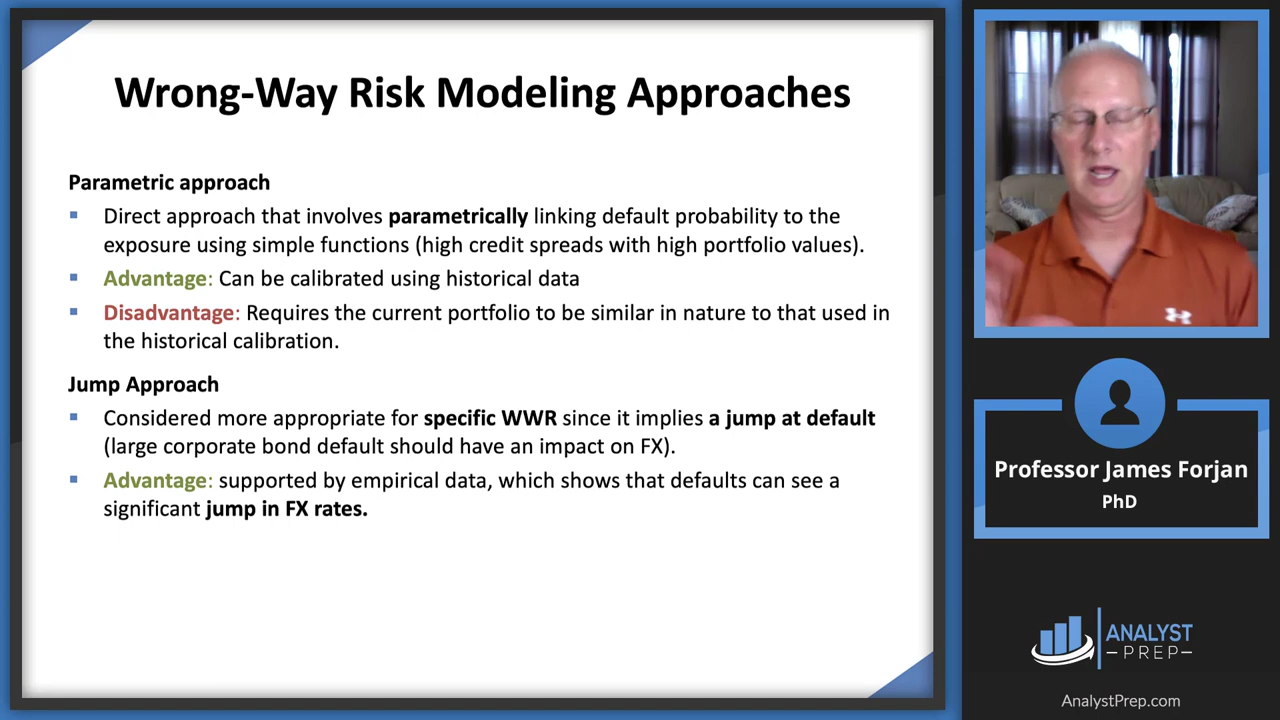 Wrong-Way Risk Modeling Approaches
Parametric approach
▪ Direct approach that involves parametrically linking default probability to the
exposure using simple functions (high credit spreads with high portfolio values).
▪ Advantage: Can be calibrated using historical data
▪ Disadvantage: Requires the current portfolio to be similar in nature to that used in
the historical calibration.
Jump Approach
▪ Considered more appropriate for specific WWR since it implies a jump at default
(large corporate bond default should have an impact on FX).
▪ Advantage: supported by empirical data, which shows that defaults can see a
significant jump in FX rates.
Professor James Forjan
PhD
ANALYST
–PREP–
AnalystPrep.com